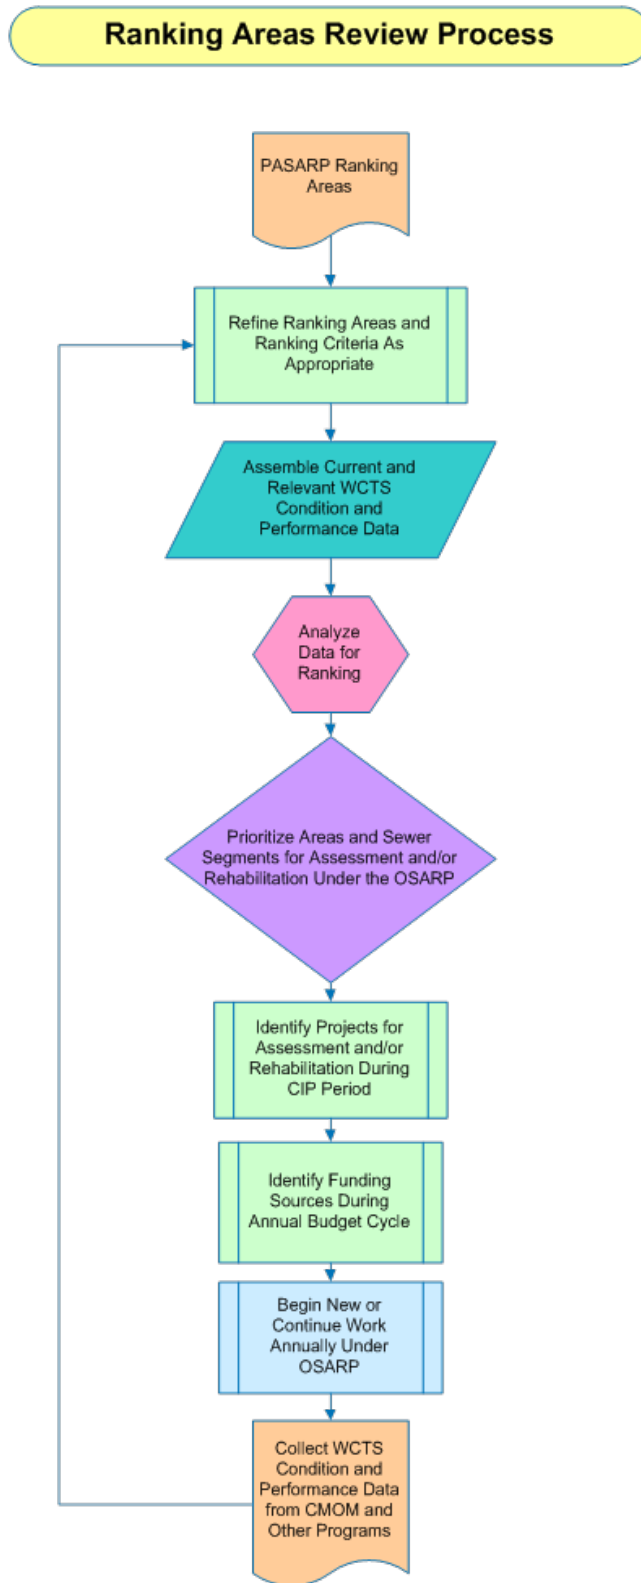 Ranking Areas Review Process
PASARP Ranking
Areas
Refine Ranking Areas and
Ranking Criteria As
Appropriate
Assemble Current and
Relevant WCTS
Condition and
Performance Data
Analyze
Data for
Ranking
Prioritize Areas and Sewer
Segments for Assessment and/or
Rehabilitation Under the OSARP
Identify Projects for
Assessment and/or
Rehabilitation During
CIP Period
Identify Funding
Sources During
Annual Budget Cycle
Begin New or
Continue Work
Annually Under
OSARP
Collect WCTS
Condition and
Performance Data
from CMOM and
Other Programs